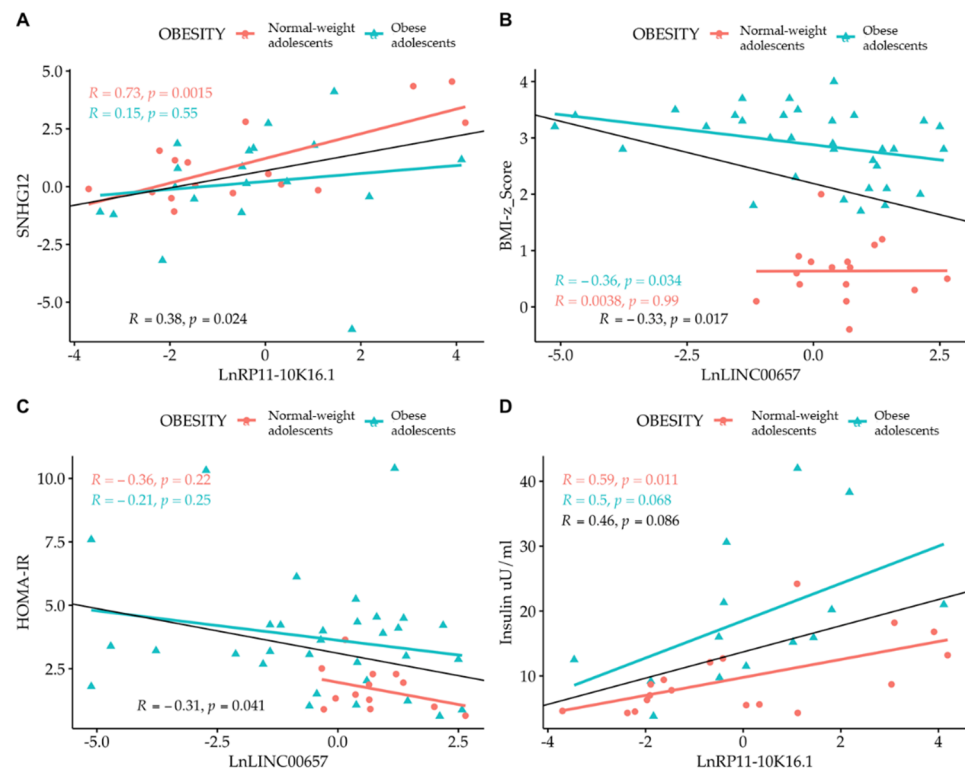 A
OBESITY Normal-weight adolescents Obese adolescents
R = 0.73, p = 0.0015
R = 0.15, p = 0.55
R = 0.38, p = 0.024
SNHG12
5.0
2.5
0.0
-2.5
-5.0
-4 -2 0 2 4
LnRP11-10K16.1
B
OBESITY Normal-weight adolescents Obese adolescents
R = −0.36, p = 0.034
R = 0.0038, p = 0.99
R = −0.33, p = 0.017
BMI-z_Score
4
3
2
1
0
-5.0 -2.5 0.0 2.5
LnLINC00657
C
OBESITY Normal-weight adolescents Obese adolescents
R = −0.36, p = 0.22
R = −0.21, p = 0.25
R = −0.31, p = 0.041
HOMA-IR
10.0
7.5
5.0
2.5
0.0
-5.0 -2.5 0.0 2.5
LnLINC00657
D
OBESITY Normal-weight adolescents Obese adolescents
R = 0.59, p = 0.011
R = 0.5, p = 0.068
R = 0.46, p = 0.086
Insulin uU/ml
40
30
20
10
-4 -2 0 2 4
LnRP11-10K16.1